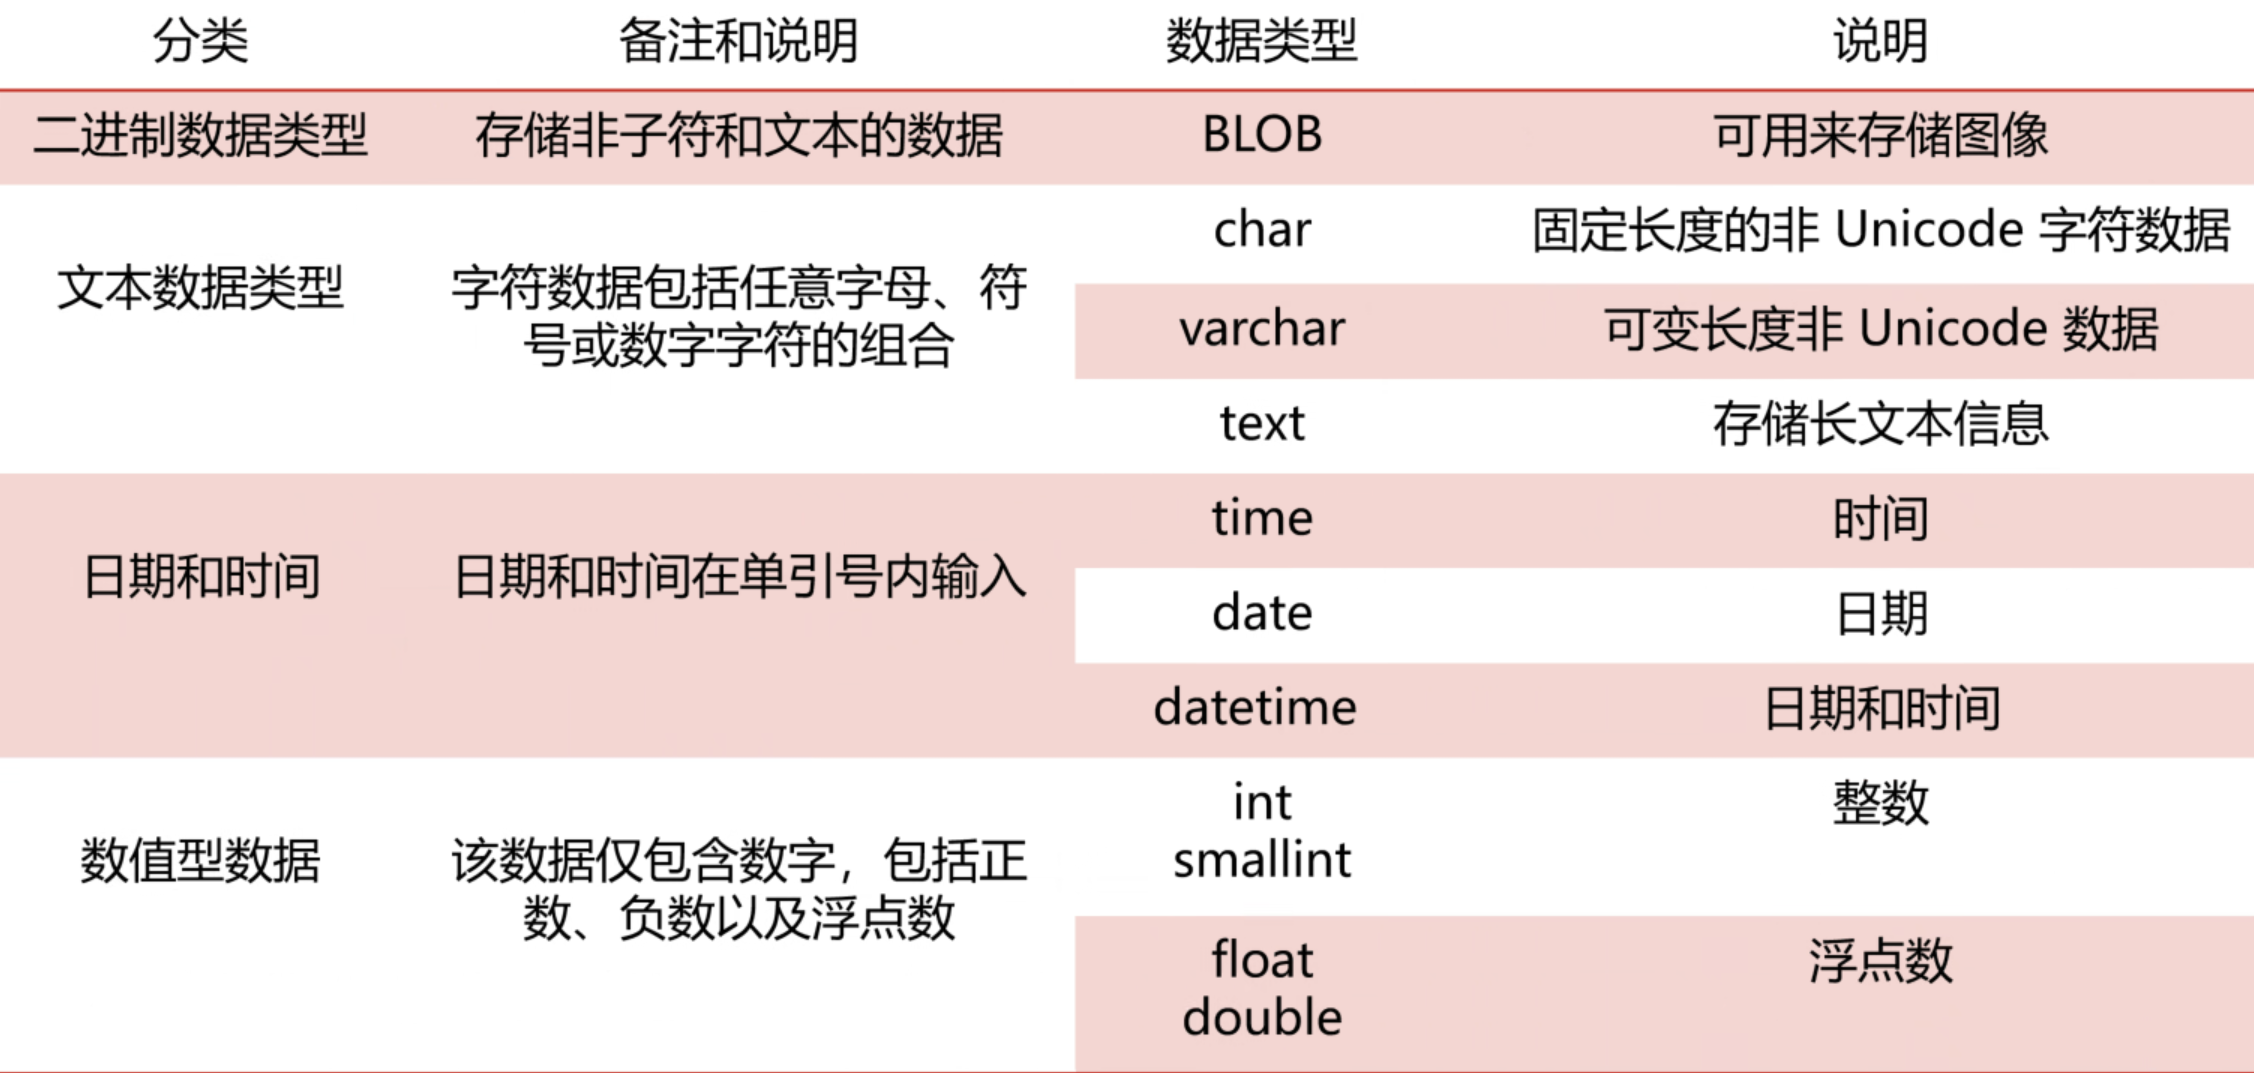 分类 备注和说明 数据类型 说明
二进制数据类型 存储非子符和文本的数据 BLOB 可用来存储图像
char 固定长度的非 Unicode 字符数据
文本数据类型 字符数据包括任意字母、符
号或数字字符的组合
varchar 可变长度非 Unicode 数据
text 存储长文本信息
time 时间
日期和时间 日期和时间在单引号内输入
date 日期
datetime 日期和时间
int 整数
smallint
数值型数据 该数据仅包含数字，包括正
数、负数以及浮点数
float 浮点数
double